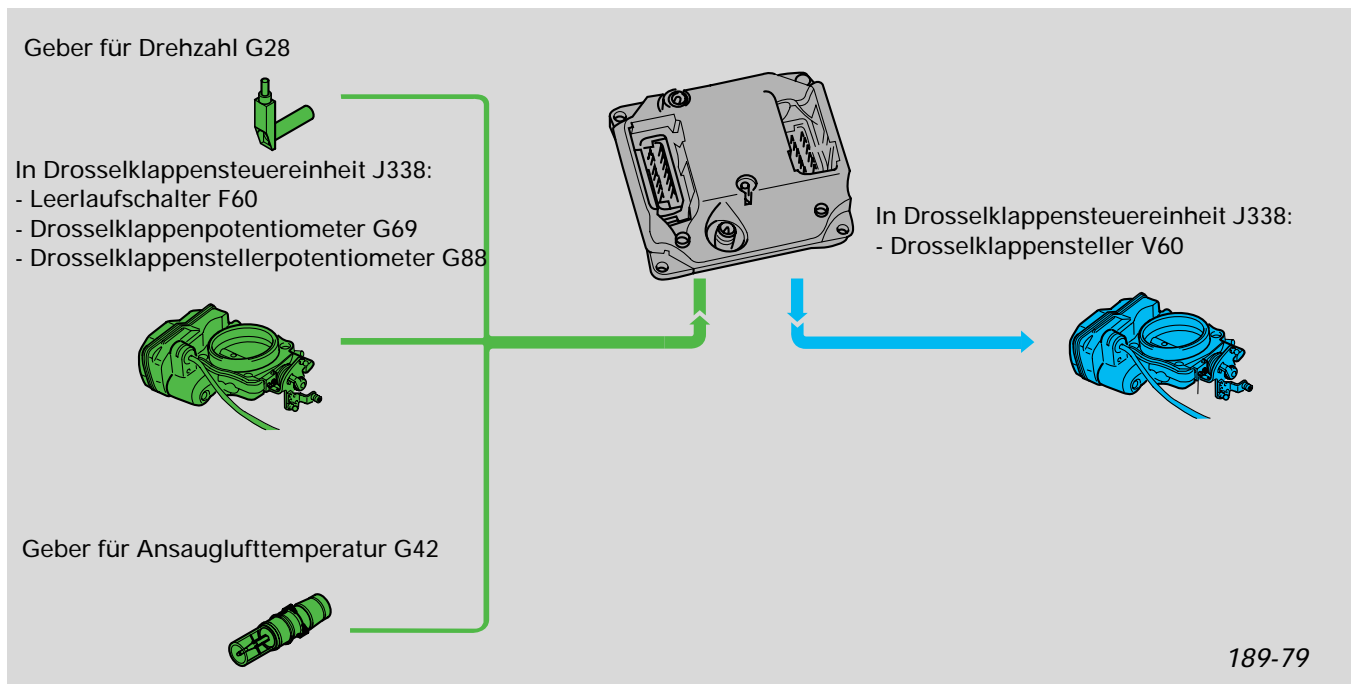 Geber für Drehzahl G28
In Drosselklappensteuereinheit J338:
- Leerlaufschalter F60
- Drosselklappenpotentiometer G69
- Drosselklappenstellerpotentiometer G88
In Drosselklappensteuereinheit J338:
- Drosselklappensteller V60
Geber für Ansauglufttemperatur G42
189-79